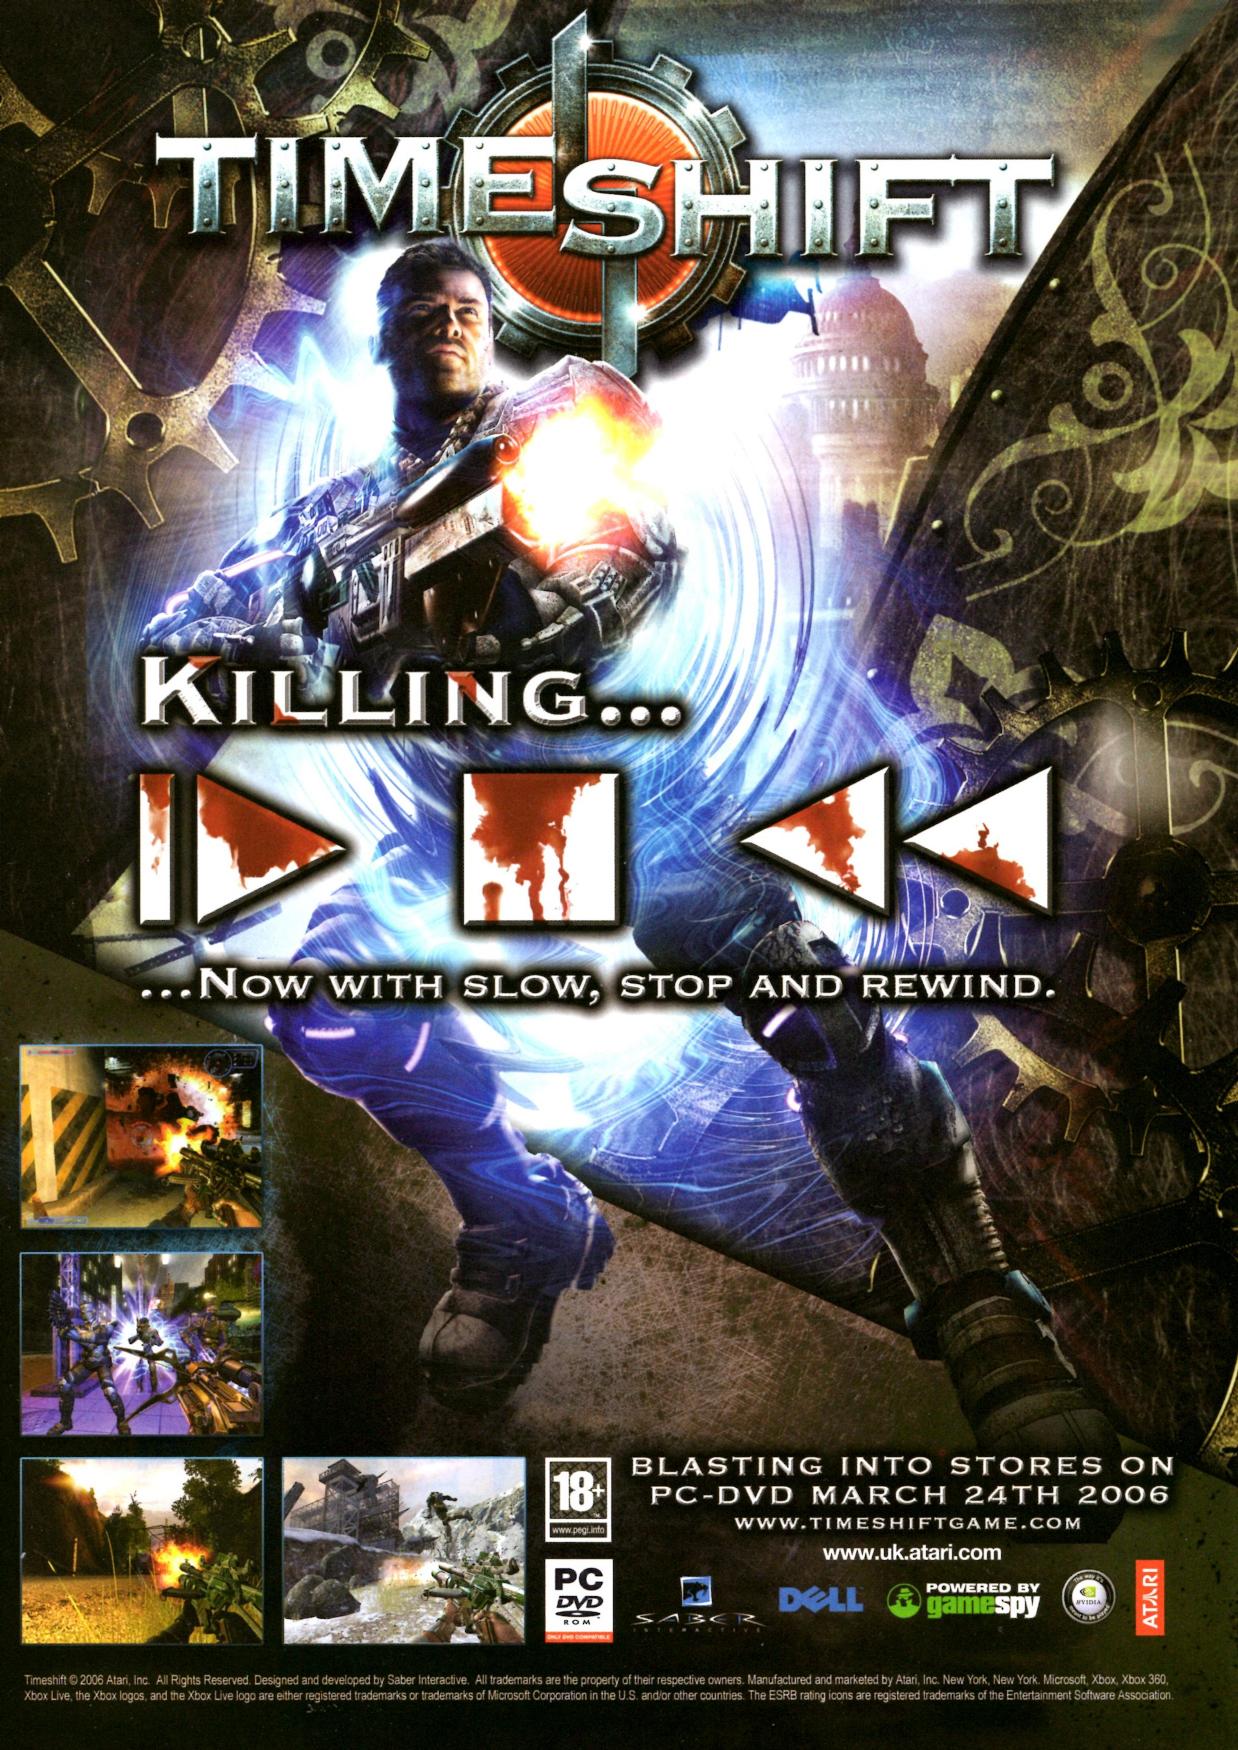 TIMESHIFT
KILLING...
...NOW WITH SLOW, STOP AND REWIND.
18+
www.pegi.info
BLASTING INTO STORES ON
PC-DVD MARCH 24TH 2006
WWW.TIMESHIFTGAME.COM
www.uk.atari.com
PC
DVD
ROM
ONLY DVD COMPATIBLE
SABER
INTERACTIVE
DELL
POWERED BY
gamespy
NVIDIA
ATARI
Timeshift © 2006 Atari, Inc. All Rights Reserved. Designed and developed by Saber Interactive. All trademarks are the property of their respective owners. Manufactured and marketed by Atari, Inc. New York, New York. Microsoft, Xbox, Xbox 360,
Xbox Live, the Xbox logos, and the Xbox Live logo are either registered trademarks or trademarks of Microsoft Corporation in the U.S. and/or other countries. The ESRB rating icons are registered trademarks of the Entertainment Software Association.